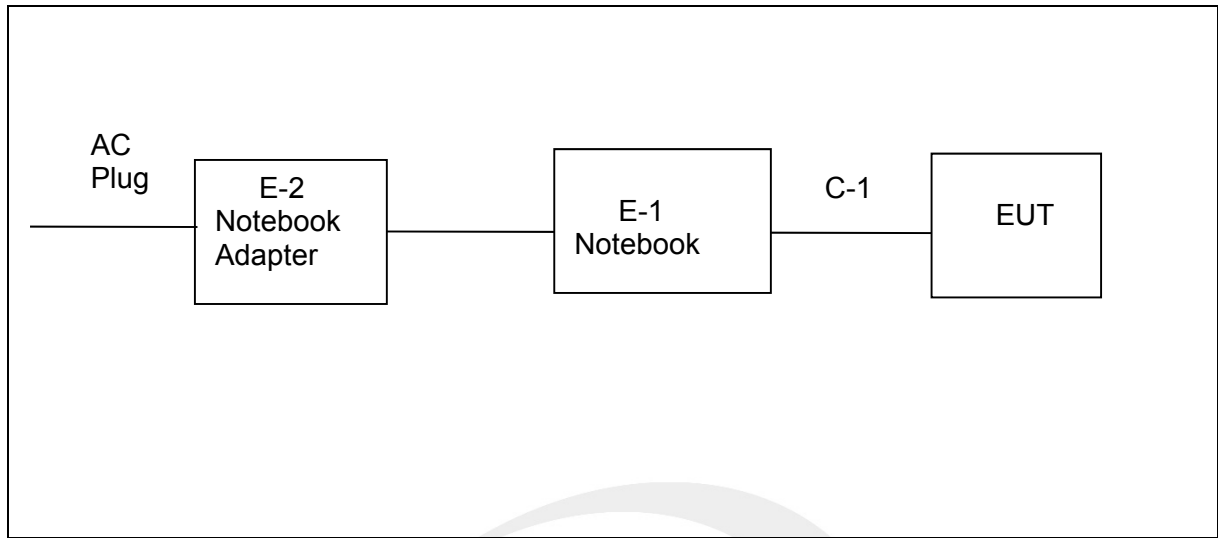 AC
Plug
E-2
Notebook
Adapter
E-1
Notebook
C-1
EUT